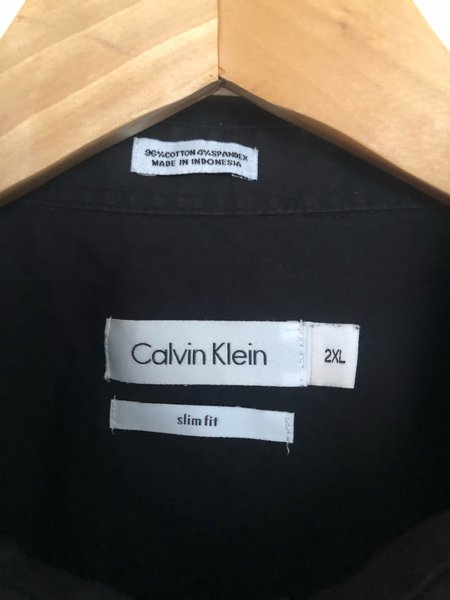 96%COTTON 4%SPANDEX
MADE IN INDONESIA
Calvin Klein
2XL
slim fit